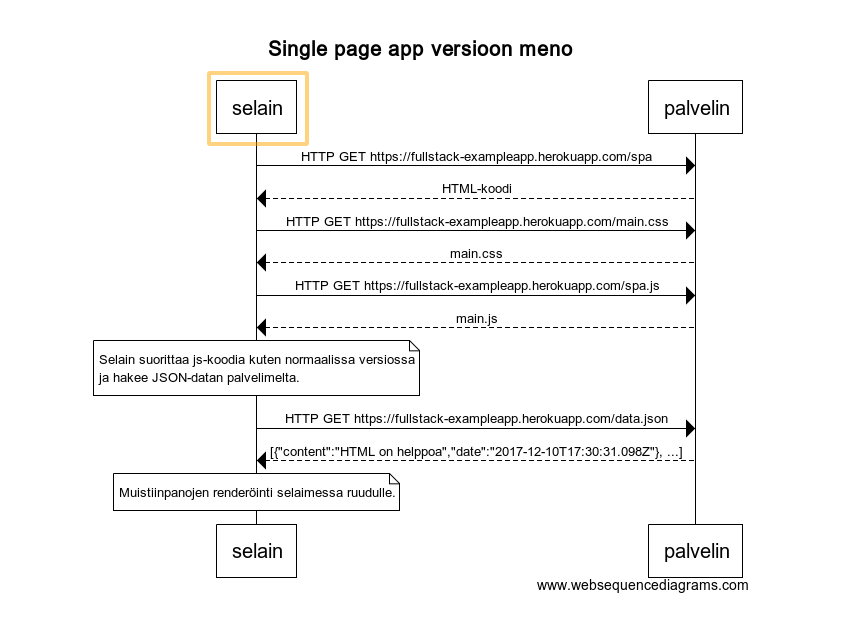 Single page app versioon meno
selain
palvelin
HTTP GET https://fullstack-exampleapp.herokuapp.com/spa
HTML-koodi
HTTP GET https://fullstack-exampleapp.herokuapp.com/main.css
main.css
HTTP GET https://fullstack-exampleapp.herokuapp.com/spa.js
main.js
Selain suorittaa js-koodia kuten normaalissa versiossa
ja hakee JSON-datan palvelimelta.
HTTP GET https://fullstack-exampleapp.herokuapp.com/data.json
[{"content":"HTML on helppoa","date":"2017-12-10T17:30:31.098Z"}, ...]
Muistiinpanojen renderöinti selaimessa ruudulle.
selain
palvelin
www.websequencediagrams.com